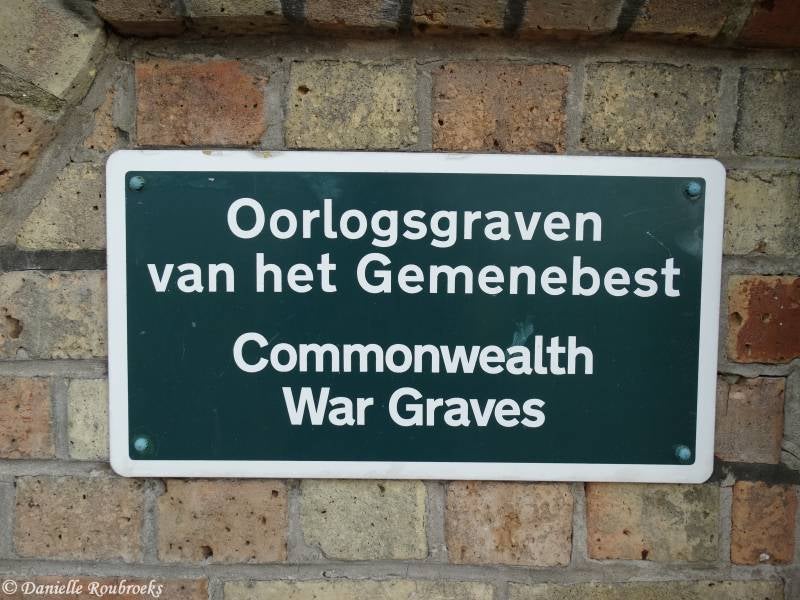 Oorlogsgraven
van het Gemenebest
Commonwealth
War Graves
© Danielle Roubroeks